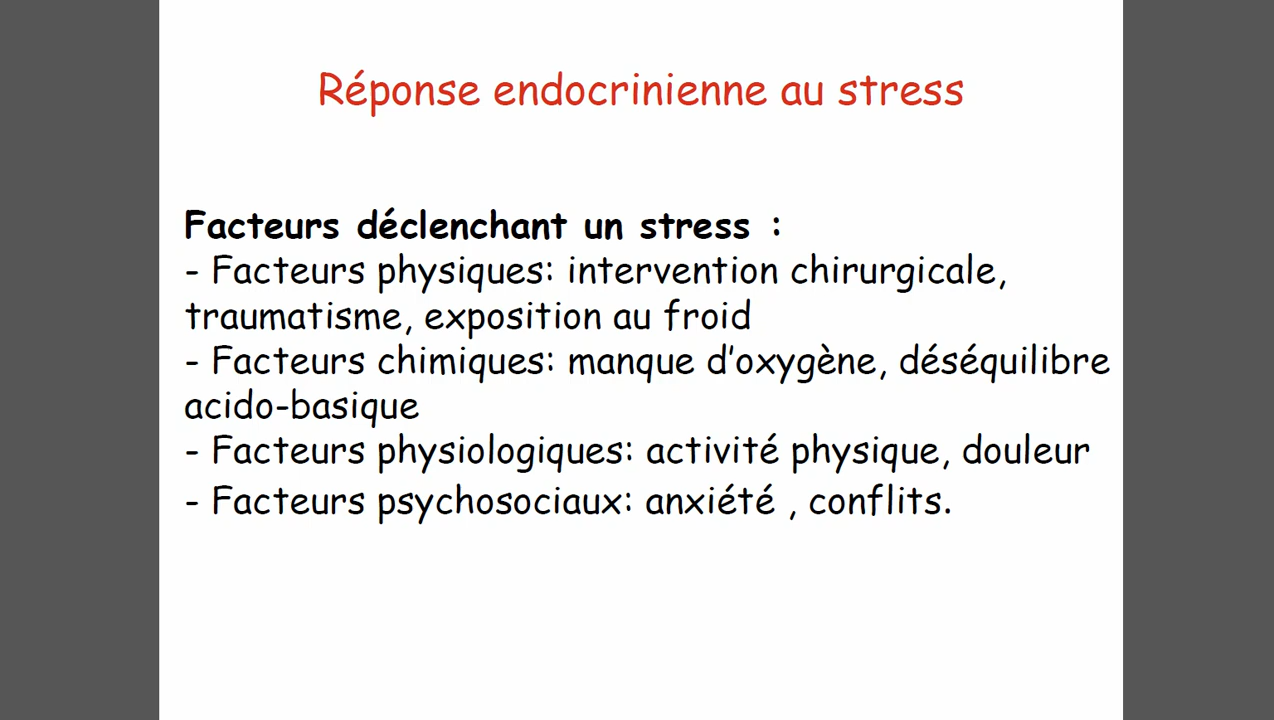 Réponse endocrinienne au stress
Facteurs déclenchant un stress :
- Facteurs physiques: intervention chirurgicale,
traumatisme, exposition au froid
- Facteurs chimiques: manque d’oxygène, déséquilibre
acido-basique
- Facteurs physiologiques: activité physique, douleur
- Facteurs psychosociaux: anxiété , conflits.